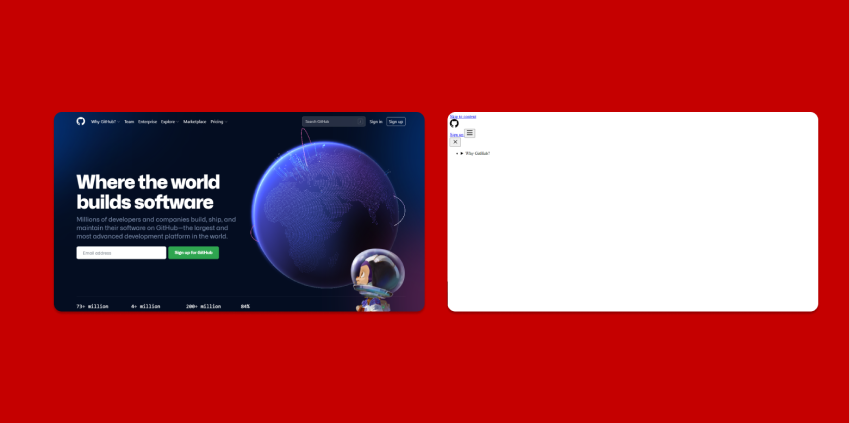 Why GitHub?
Team
Enterprise
Explore
Marketplace
Pricing
Search GitHub
/
Sign in
Sign up
Where the world
builds software
Millions of developers and companies build, ship, and
maintain their software on GitHub—the largest and
most advanced development platform in the world.
Email address
Sign up for GitHub
73+ million
4+ million
200+ million
84%
Skip to content
Sign up
Why GitHub?